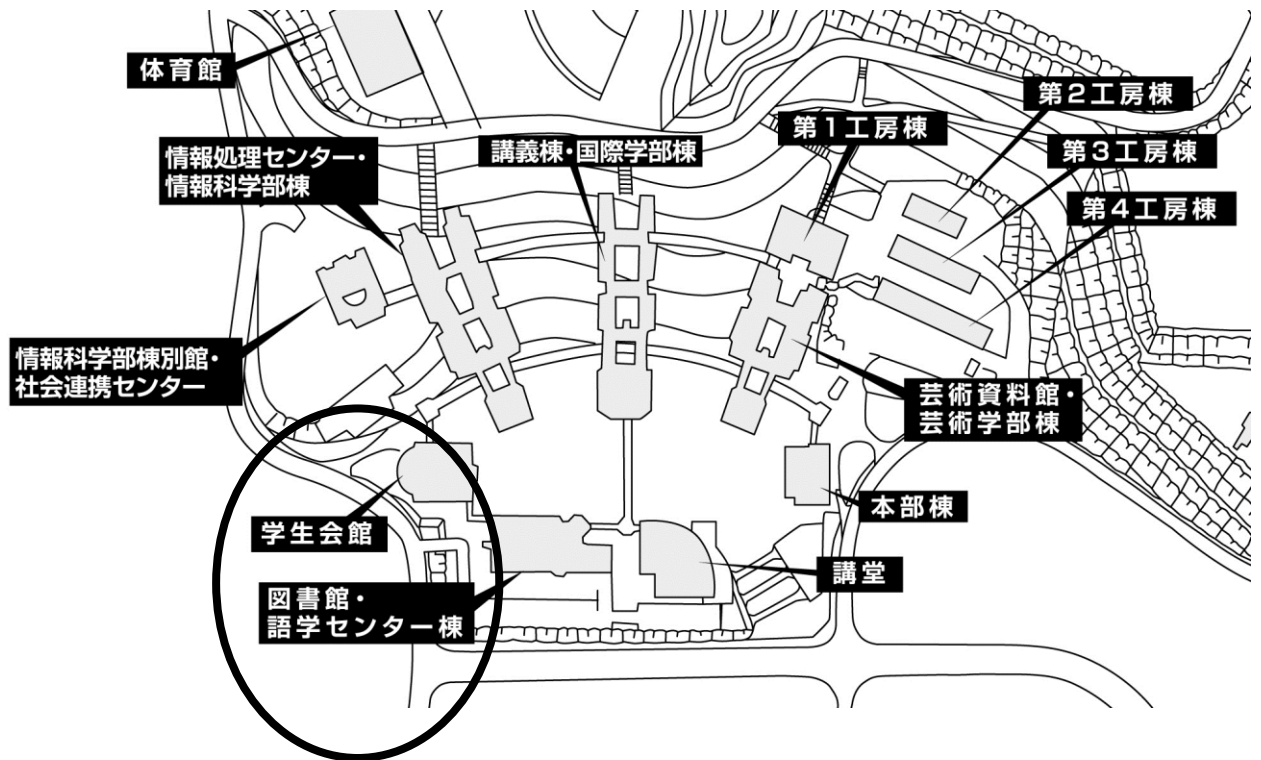 体育館
情報処理センター・
情報科学部棟
講義棟・国際学部棟
第1工房棟
第2工房棟
第3工房棟
第4工房棟
情報科学部棟別館・
社会連携センター
芸術資料館・
芸術学部棟
学生会館
本部棟
図書館・
語学センター棟
講堂